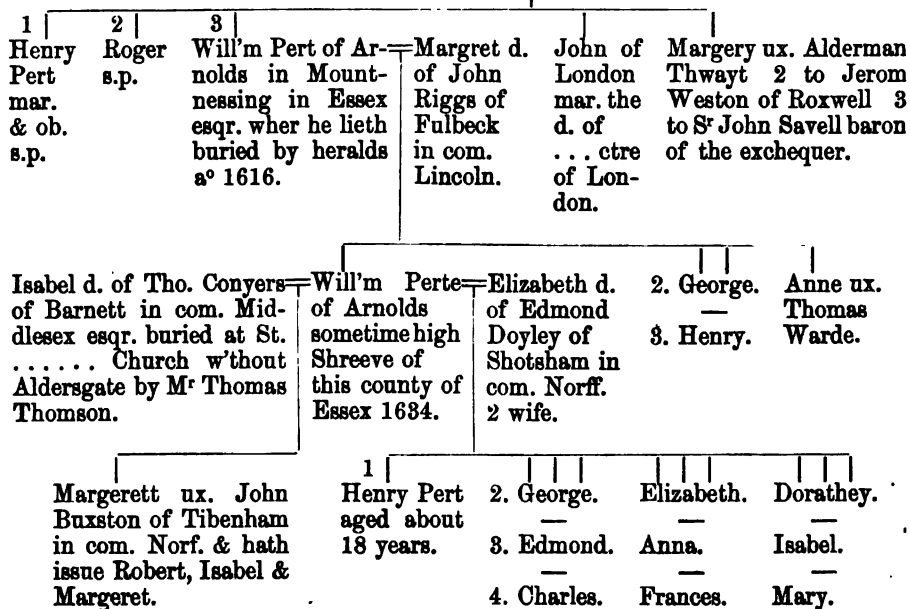 1
Henry
Pert
mar.
& ob.
s.p.
2
Roger
s.p.
3
Will'm Pert of Ar-
nolds in Mount-
nessing in Essex
esqr. wher he lieth
buried by heralds
aº 1616.
Margret d.
of John
Riggs of
Fulbeck
in com.
Lincoln.
John of
London
mar. the
d. of
... ctre
of Lon-
don.
Margery ux. Alderman
Thwayt 2 to Jerom
Weston of Roxwell 3
to Sʳ John Savell baron
of the exchequer.
Isabel d. of Tho. Conyers
of Barnett in com. Mid-
dlesex esqr. buried at St.
...... Church w'thout
Aldersgate by Mʳ Thomas
Thomson.
Will'm Perte
of Arnolds
sometime high
Shreeve of
this county of
Essex 1634.
Elizabeth d.
of Edmond
Doyley of
Shotsham in
com. Norff.
2 wife.
2. George.
3. Henry.
Anne ux.
Thomas
Warde.
Margerett ux. John
Buxston of Tibenham
in com. Norf. & hath
issue Robert, Isabel &
Margeret.
1
Henry Pert
aged about
18 years.
2. George.
3. Edmond.
4. Charles.
Elizabeth.
Anna.
Frances.
Dorathey.
Isabel.
Mary.